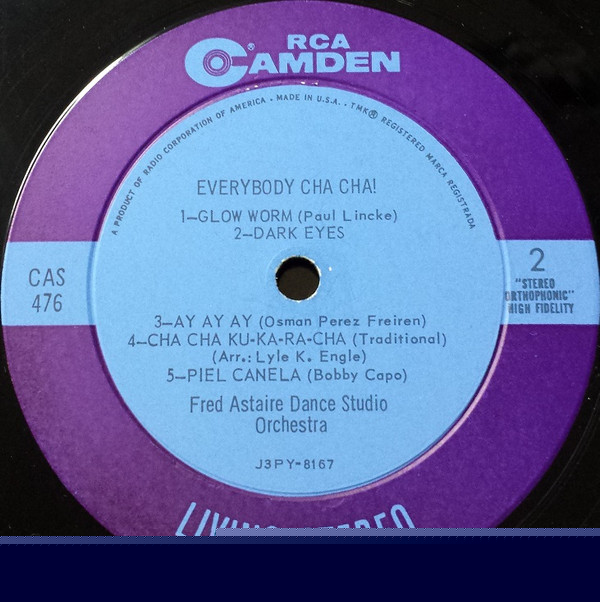 RCA
CAMDEN®
A PRODUCT OF RADIO CORPORATION OF AMERICA • MADE IN U.S.A. • TMK® REGISTERED MARCA REGISTRADA
EVERYBODY CHA CHA!
1—GLOW WORM (Paul Lincke)
2—DARK EYES
CAS
476
2
"STEREO
ORTHOPHONIC"
HIGH FIDELITY
3—AY AY AY (Osman Perez Freiren)
4—CHA CHA KU-KA-RA-CHA (Traditional)
(Arr.: Lyle K. Engle)
5—PIEL CANELA (Bobby Capo)
Fred Astaire Dance Studio
Orchestra
J3PY-8167
LIVING STEREO